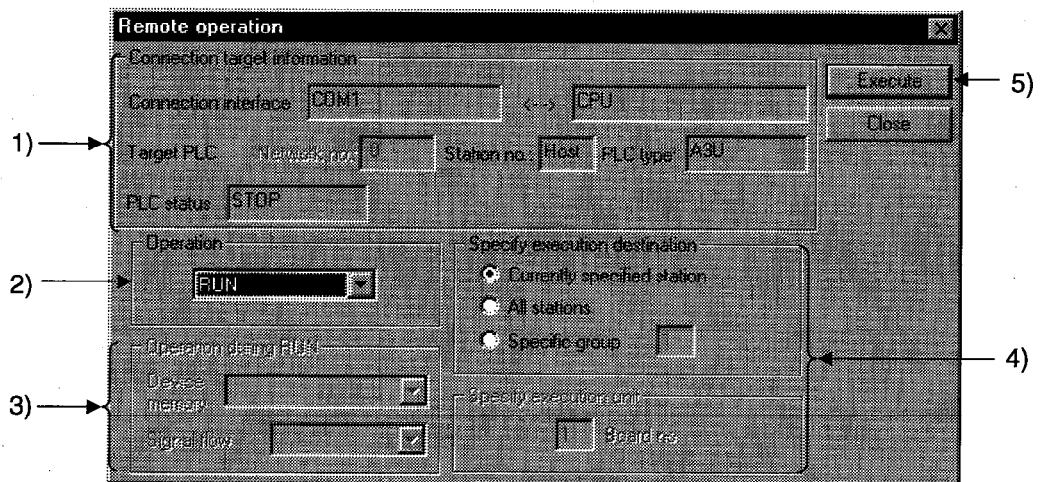 Remote operation
Connection target information
Connection interface COM1 <--> CPU
Target PLC Network no. 0 Station no.: Host PLC type: A3U
PLC status STOP
Execute
Close
Operation
RUN
Specify execution destination
Currently specified station
All stations
Specific group
Operation during RUN
Device memory
Signal flow
Specify execution unit
1 Board no.
1)
2)
3)
4)
5)